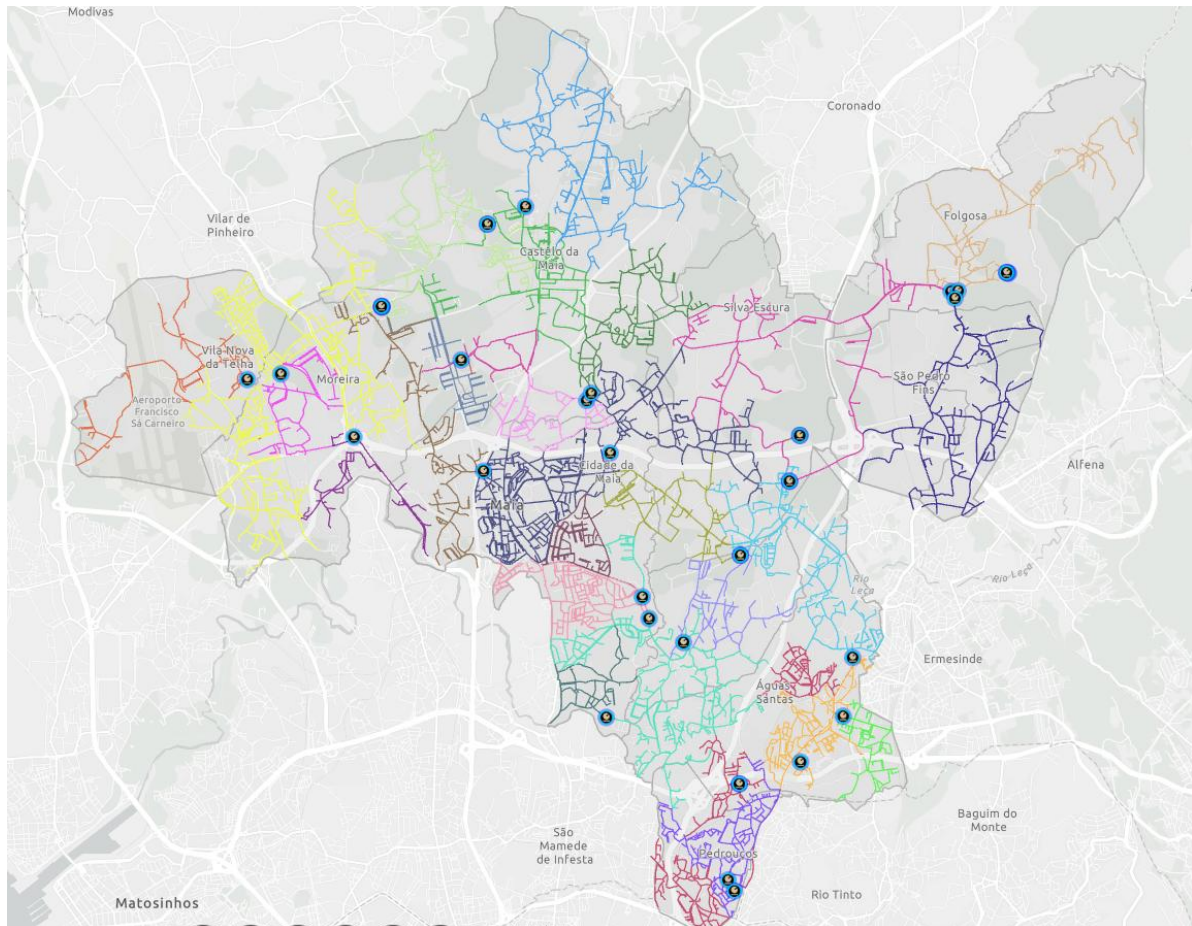 Modivas
Coronado
Vilar de
Pinheiro
Folgosa
Castêlo da
Maia
Silva Escura
Vila Nova
da Telha
Moreira
São Pedro
Fins
Aeroporto
Francisco
Sá Carneiro
Cidade da
Maia
Alfena
Maia
Rio
Leça
Rio Leça
Ermesinde
Águas
Santas
Baguim do
Monte
São
Mamede
de Infesta
Pedrouços
Rio Tinto
Matosinhos